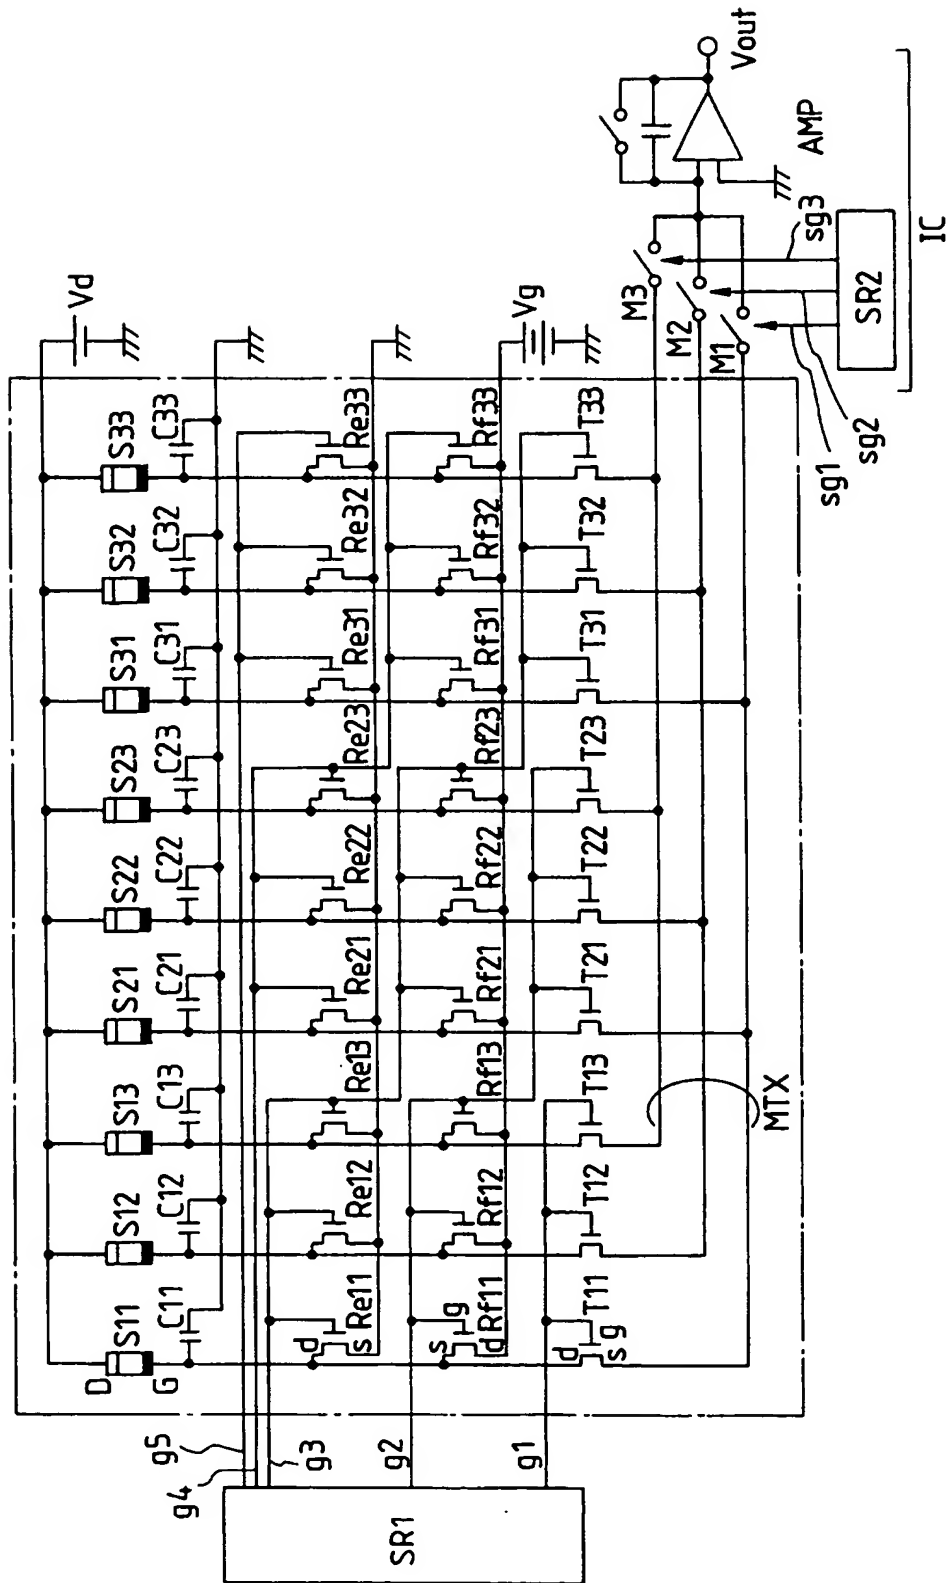 S11
S12
S13
S21
S22
S23
S31
S32
S33
Vd
D
G
C11
C12
C13
C21
C22
C23
C31
C32
C33
g5
g4
g3
g2
g1
SR1
d
s
Re11
Re12
Re13
Re21
Re22
Re23
Re31
Re32
Re33
s
g
d
Rf11
Rf12
Rf13
Rf21
Rf22
Rf23
Rf31
Rf32
Rf33
Vg
d
g
s
T11
T12
T13
T21
T22
T23
T31
T32
T33
MTX
M3
M2
M1
sg1
sg2
sg3
SR2
AMP
Vout
IC